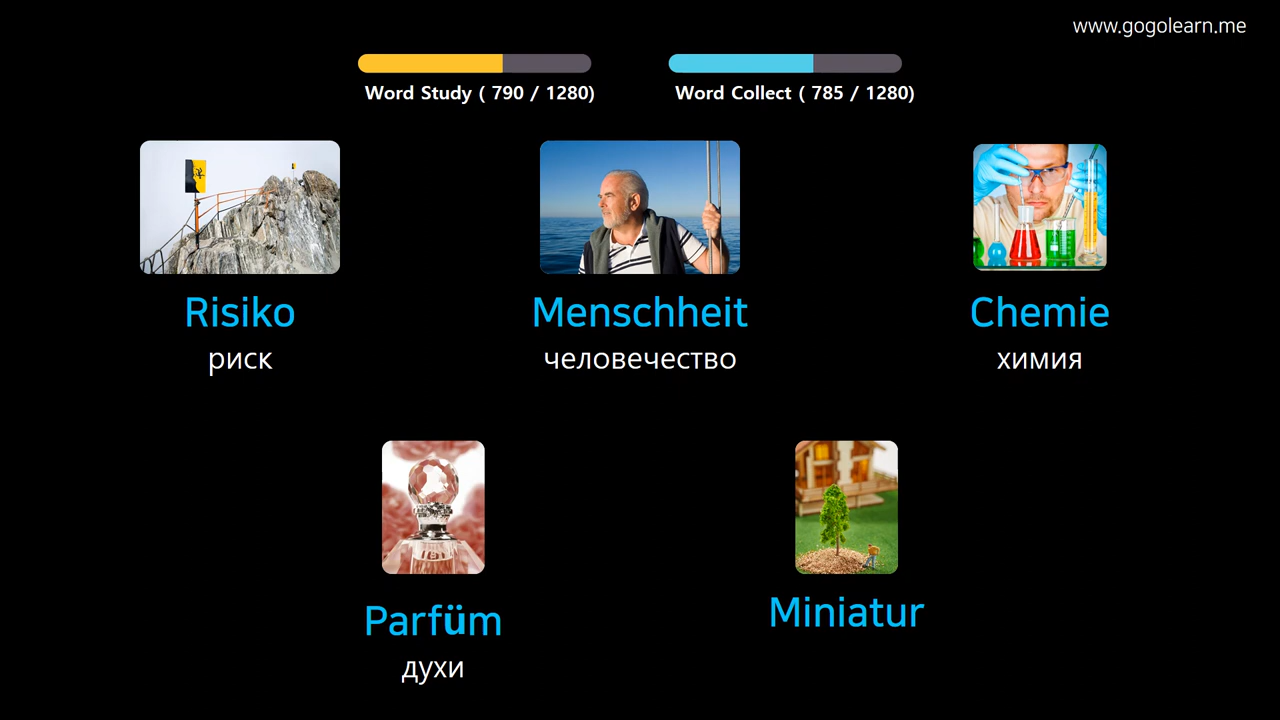 www.gogolearn.me
Word Study ( 790 / 1280)
Word Collect ( 785 / 1280)
Risiko
риск
Menschheit
человечество
Chemie
химия
Parfüm
духи
Miniatur